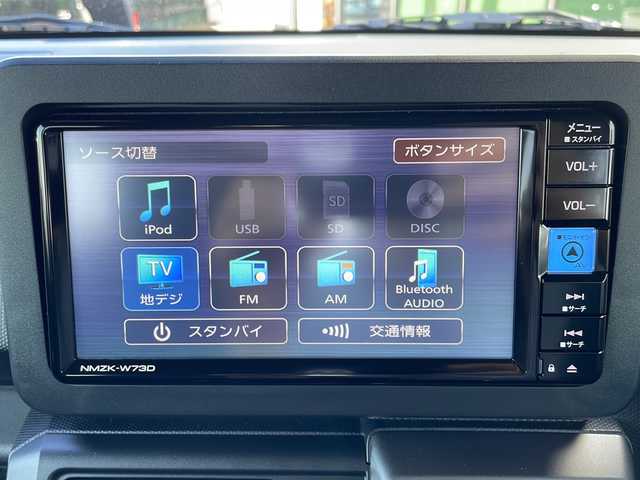 ソース切替
ボタンサイズ
iPod
USB
SD
SD
DISC
TV
地デジ
FM
AM
Bluetooth
AUDIO
スタンバイ
交通情報
NMZK-W73D
メニュー
■スタンバイ
VOL+
VOL−
■サーチ
■サーチ